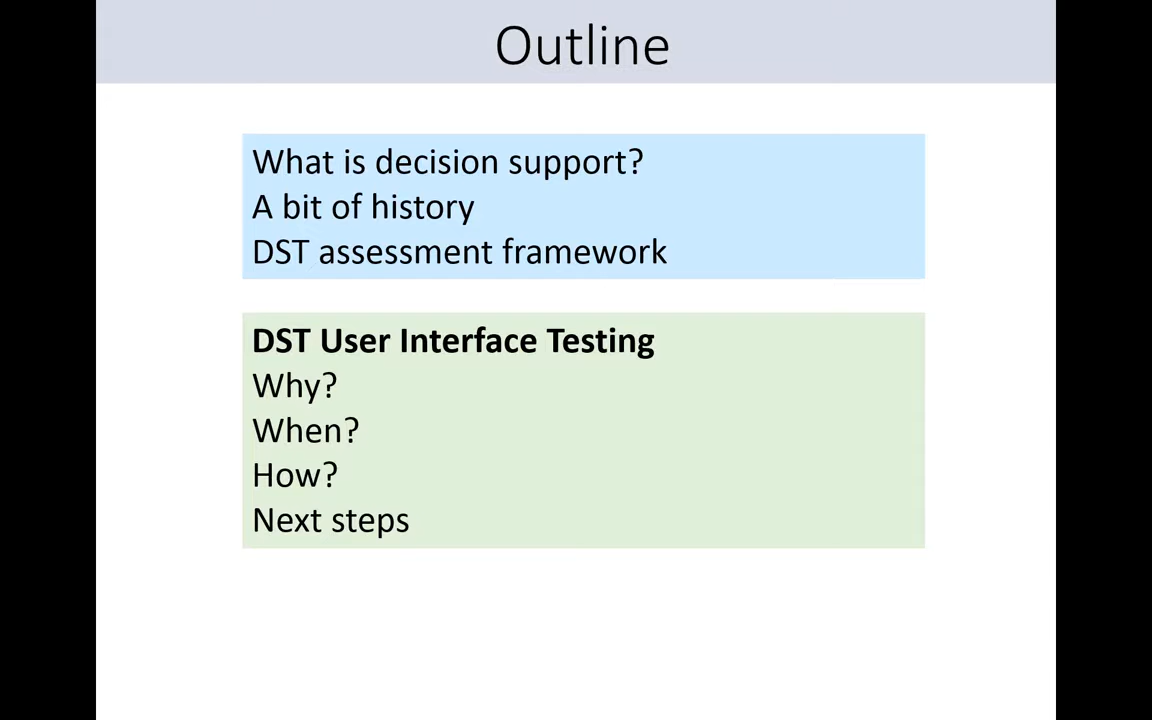 Outline
What is decision support?
A bit of history
DST assessment framework
DST User Interface Testing
Why?
When?
How?
Next steps